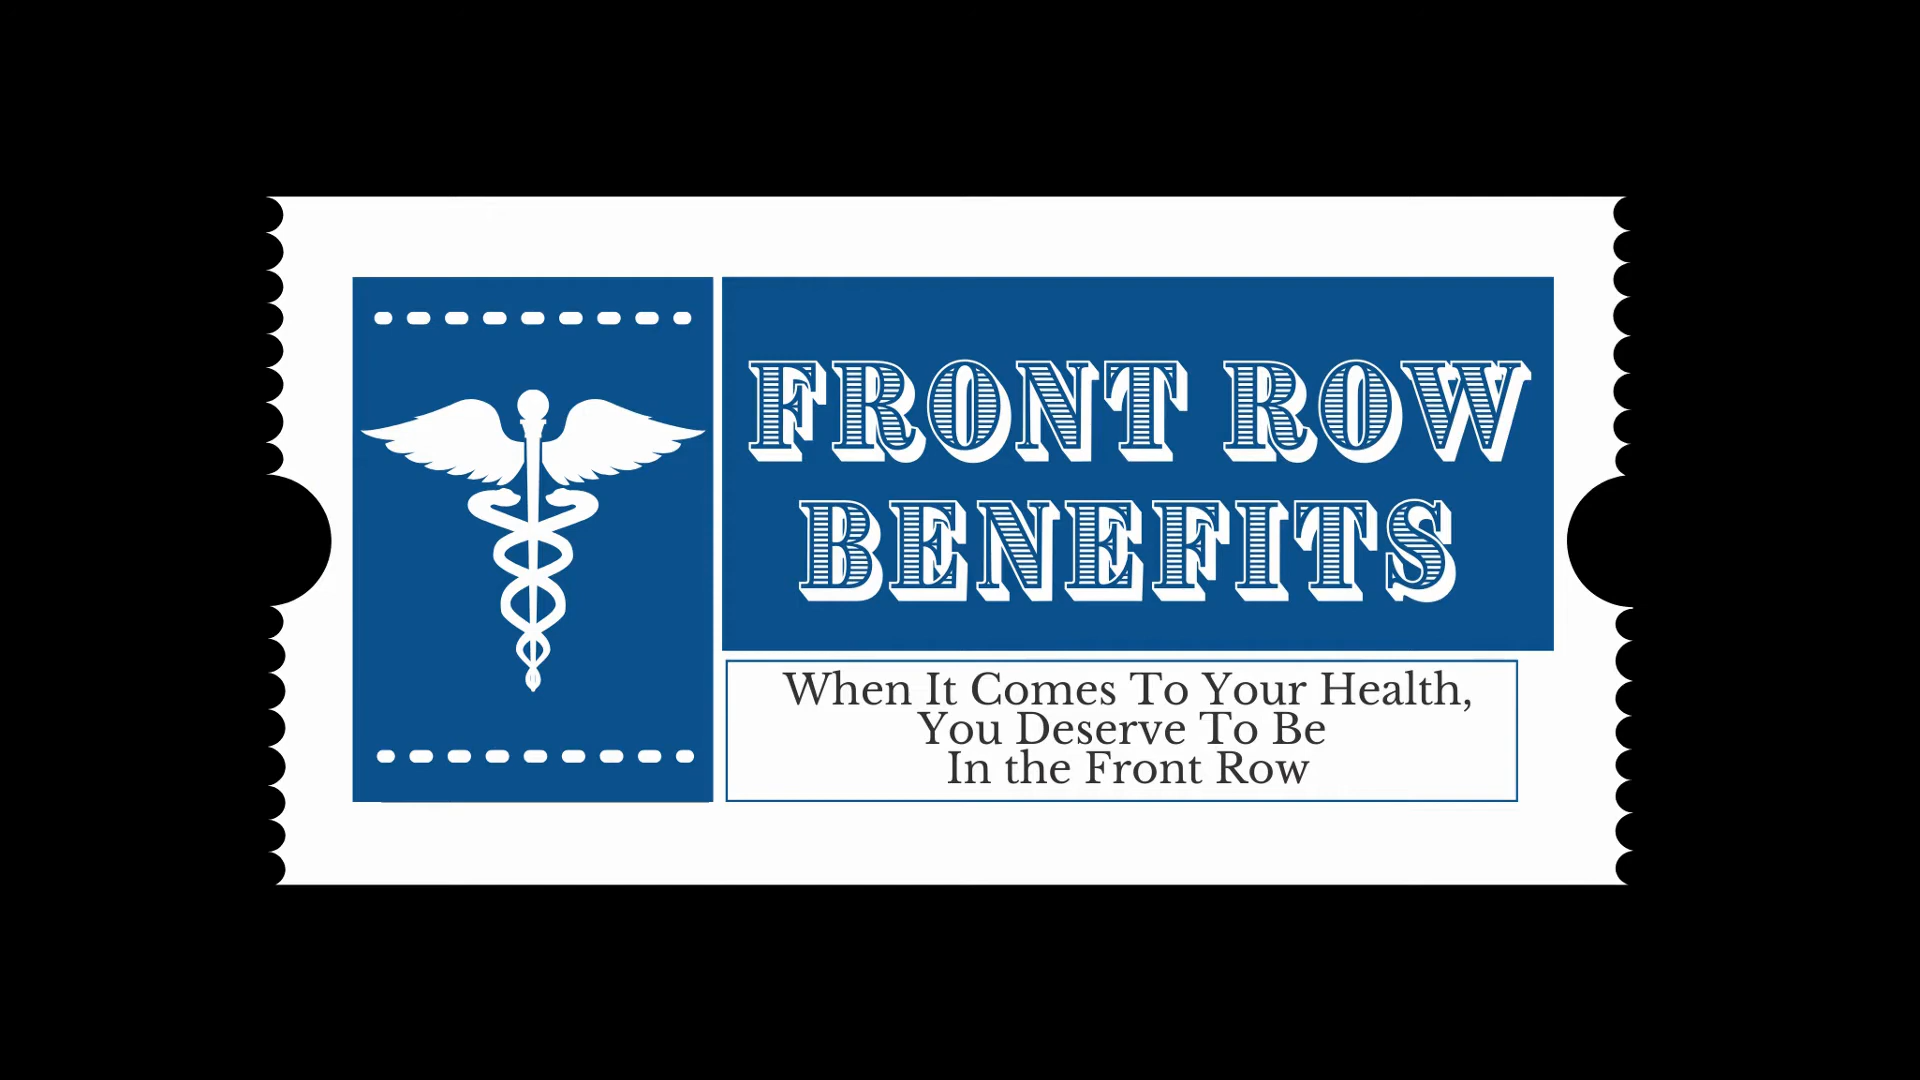 FRONT ROW
BENEFITS
When It Comes To Your Health,
You Deserve To Be
In the Front Row